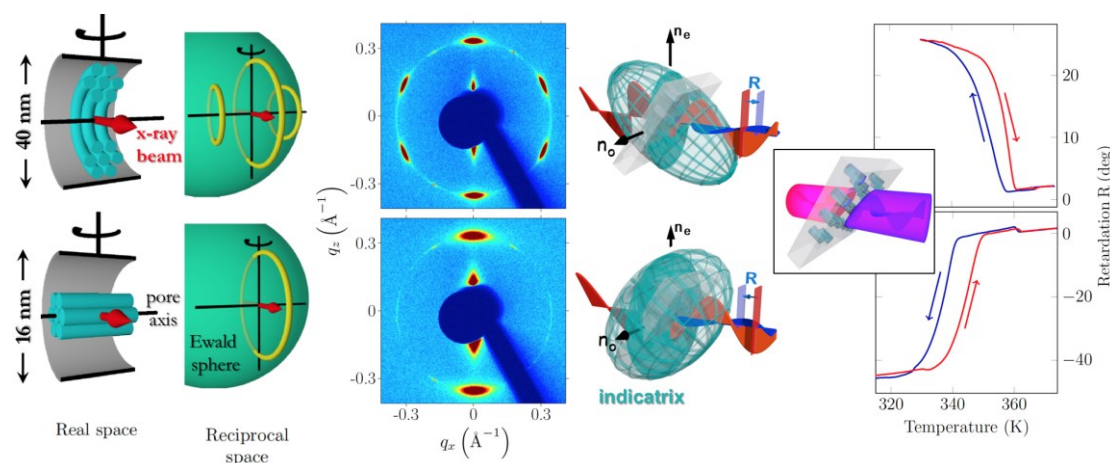 40 nm
x-ray
beam
16 nm
pore
axis
Ewald
sphere
Real space
Reciprocal
space
0.3
0
-0.3
0.3
0
-0.3
q_z (Å⁻¹)
-0.3 0 0.3
q_x (Å⁻¹)
n_e
R
n_o
n_e
R
n_o
indicatrix
20
10
0
0
−20
−40
Retardation R (deg)
320 340 360
Temperature (K)